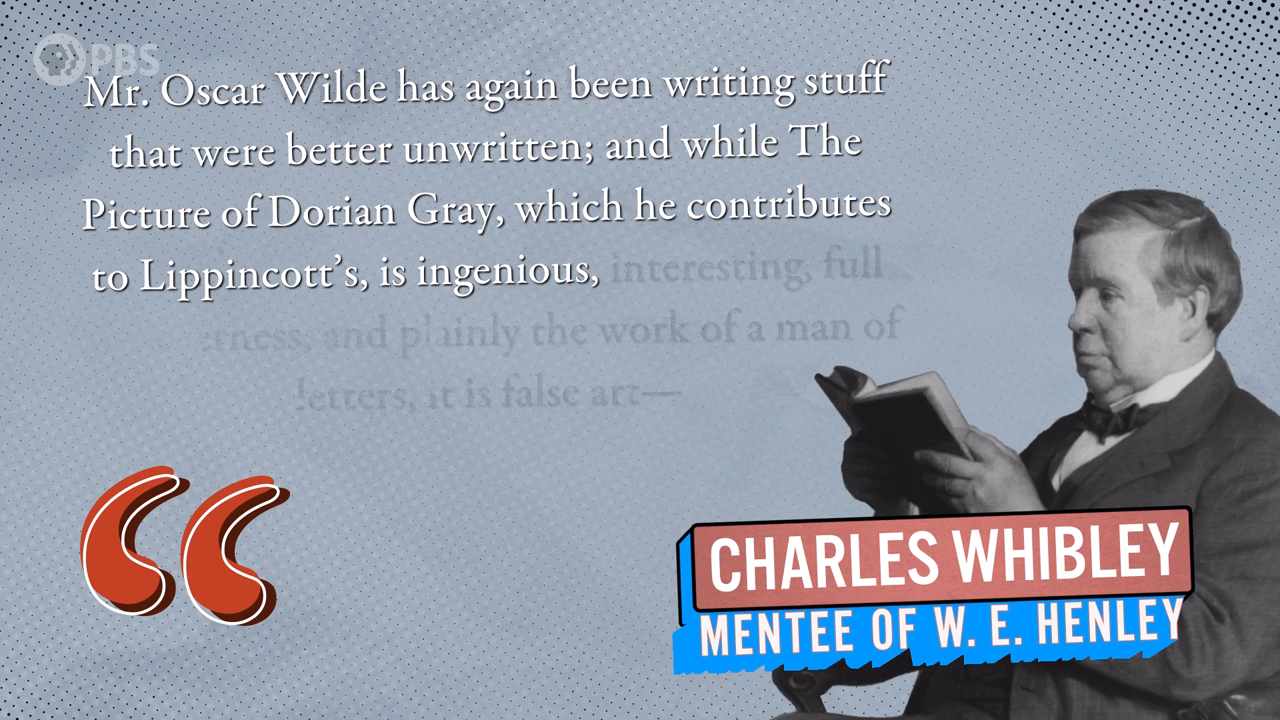 PBS
Mr. Oscar Wilde has again been writing stuff
that were better unwritten; and while The
Picture of Dorian Gray, which he contributes
to Lippincott’s, is ingenious, interesting, full
and plainly the work of a man of
letters, it is false art—
CHARLES WHIBLEY
MENTEE OF W. E. HENLEY